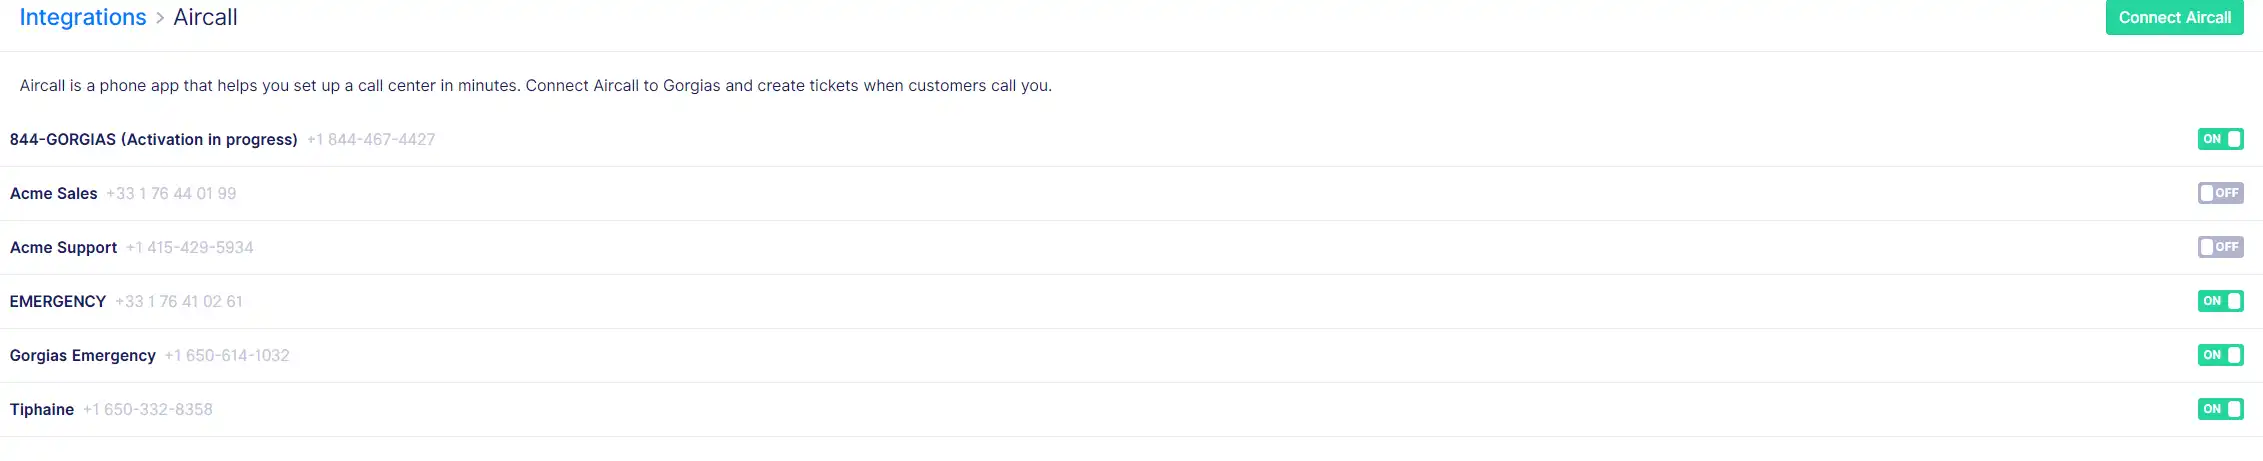 Integrations > Aircall
Connect Aircall
Aircall is a phone app that helps you set up a call center in minutes. Connect Aircall to Gorgias and create tickets when customers call you.
844-GORGIAS (Activation in progress) +1 844-467-4427 ON
Acme Sales +33 1 76 44 01 99 OFF
Acme Support +1 415-429-5934 OFF
EMERGENCY +33 1 76 41 02 61 ON
Gorgias Emergency +1 650-614-1032 ON
Tiphaine +1 650-332-8358 ON